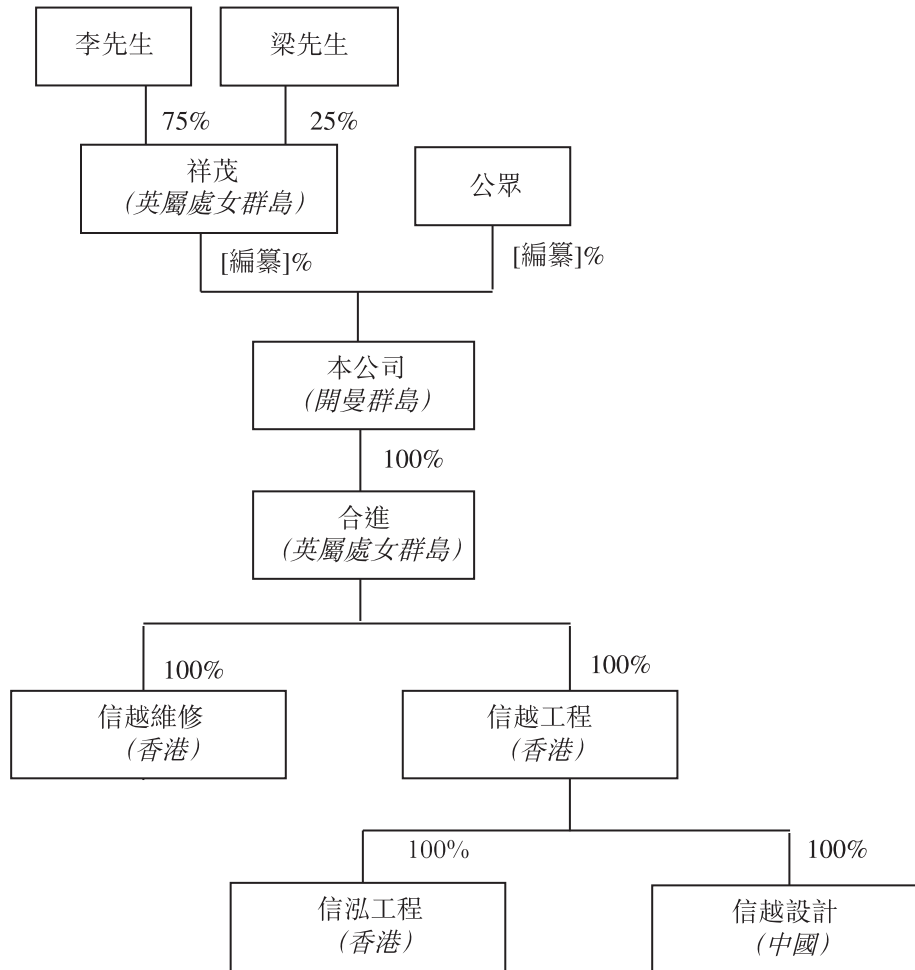 李先生
梁先生
75%
25%
祥茂
(英屬處女群島)
公眾
[編纂]%
[編纂]%
本公司
(開曼群島)
100%
合進
(英屬處女群島)
100%
100%
信越維修
(香港)
信越工程
(香港)
100%
100%
信泓工程
(香港)
信越設計
(中國)